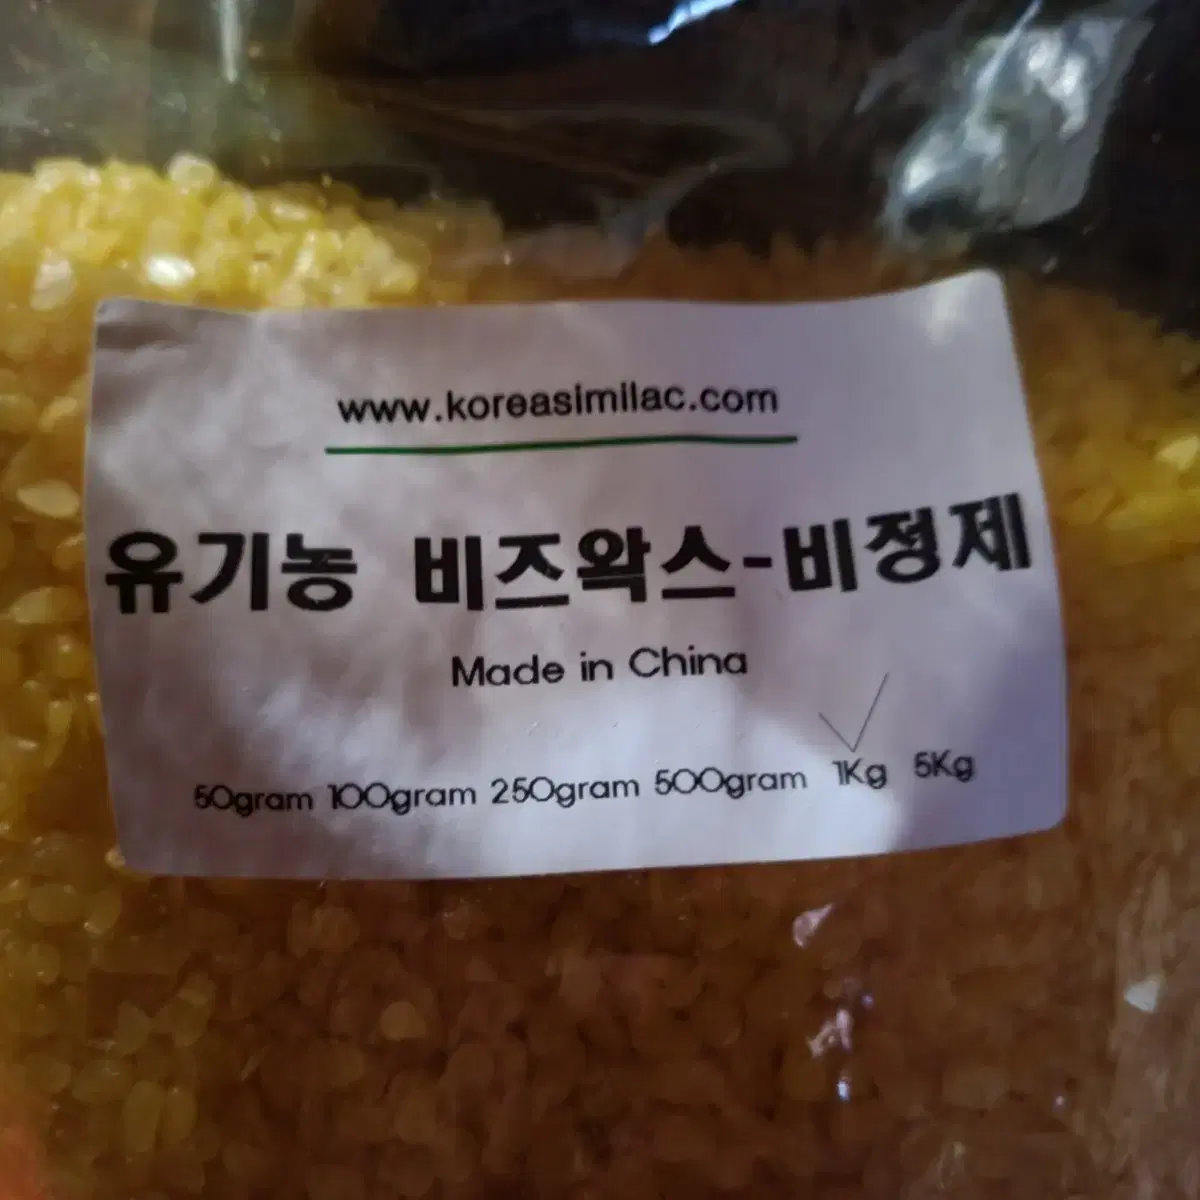 www.koreasimilac.com
유기농 비즈왁스-비정제
Made in China
50gram 100gram 250gram 500gram 1Kg 5Kg